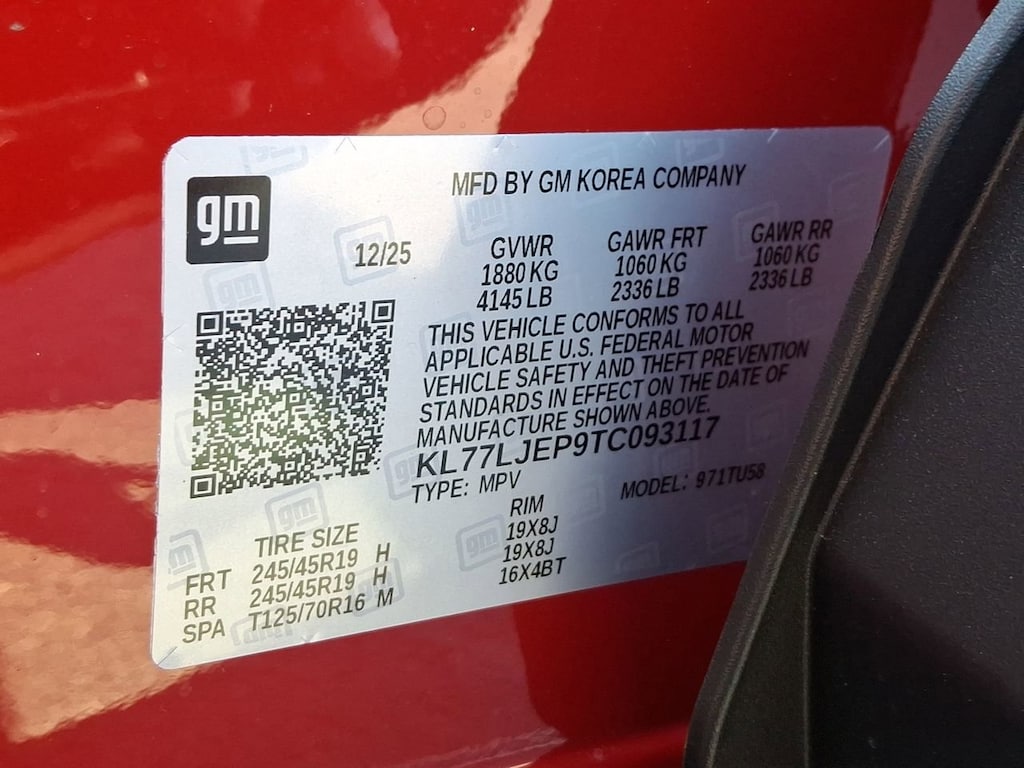 gm
MFD BY GM KOREA COMPANY
12/25
GVWR GAWR FRT GAWR RR
1880 KG 1060 KG 1060 KG
4145 LB 2336 LB 2336 LB
THIS VEHICLE CONFORMS TO ALL
APPLICABLE U.S. FEDERAL MOTOR
VEHICLE SAFETY AND THEFT PREVENTION
STANDARDS IN EFFECT ON THE DATE OF
MANUFACTURE SHOWN ABOVE.
KL77LJEP9TC093117
TYPE: MPV MODEL: 971TU58
TIRE SIZE RIM
FRT 245/45R19 H 19X8J
RR 245/45R19 H 19X8J
SPA T125/70R16 M 16X4BT